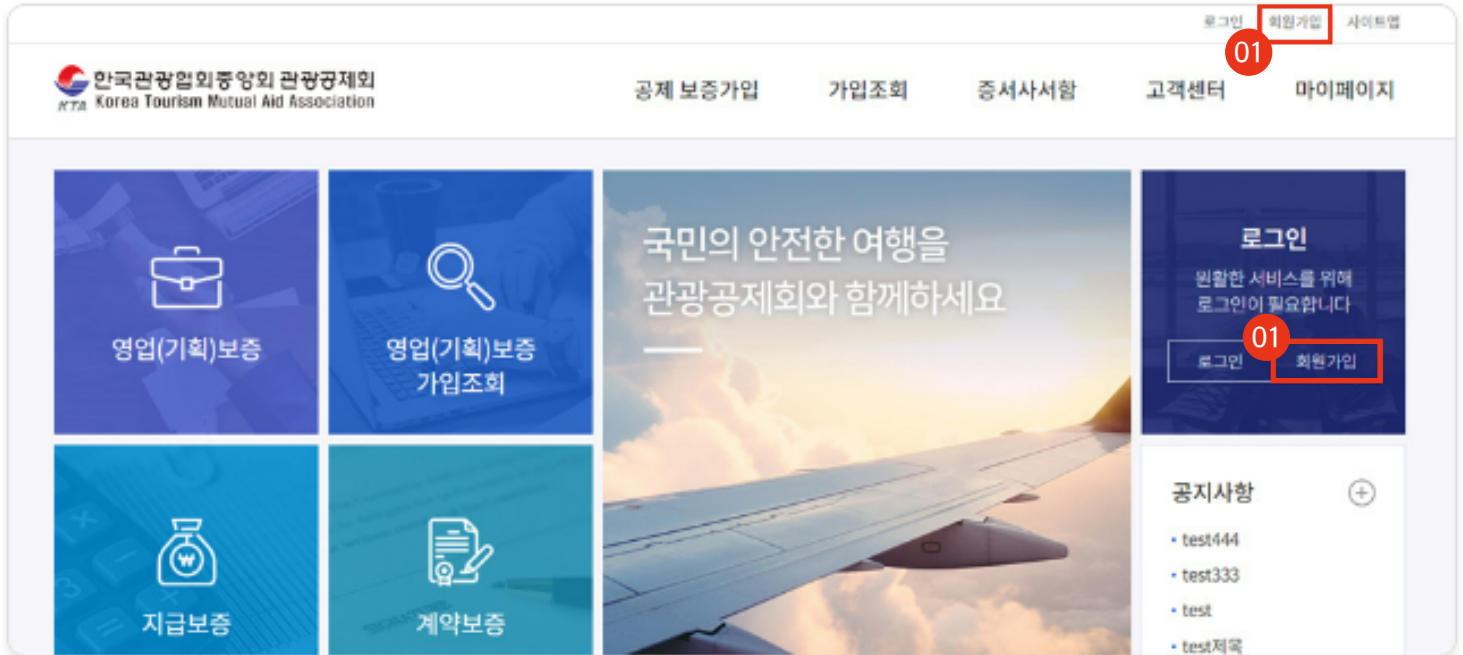 로그인 회원가입 사이트맵
01
한국관광협회중앙회 관광공제회
KTA Korea Tourism Mutual Aid Association
공제 보증가입 가입조회 증서사서함 고객센터 마이페이지
영업(기획)보증
영업(기획)보증
가입조회
국민의 안전한 여행을
관광공제회와 함께하세요
로그인
원활한 서비스를 위해
로그인이 필요합니다
01
로그인 회원가입
지급보증
계약보증
공지사항
test444
test333
test
test제목